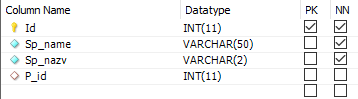 Column Name Datatype PK NN
Id INT(11)
Sp_name VARCHAR(50)
Sp_nazv VARCHAR(2)
P_id INT(11)